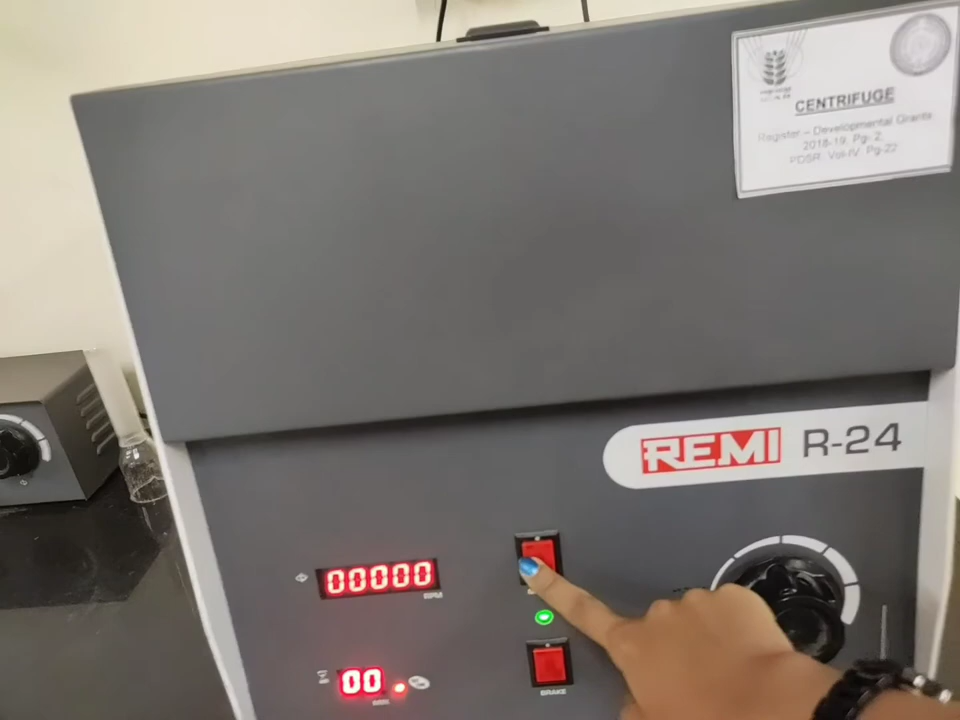 CENTRIFUGE
Register – Developmental Grants
2018-19, Pg- 2,
PDSR, Vol-IV, Pg-22
REMI R-24
00000
RPM
00
BRAKE